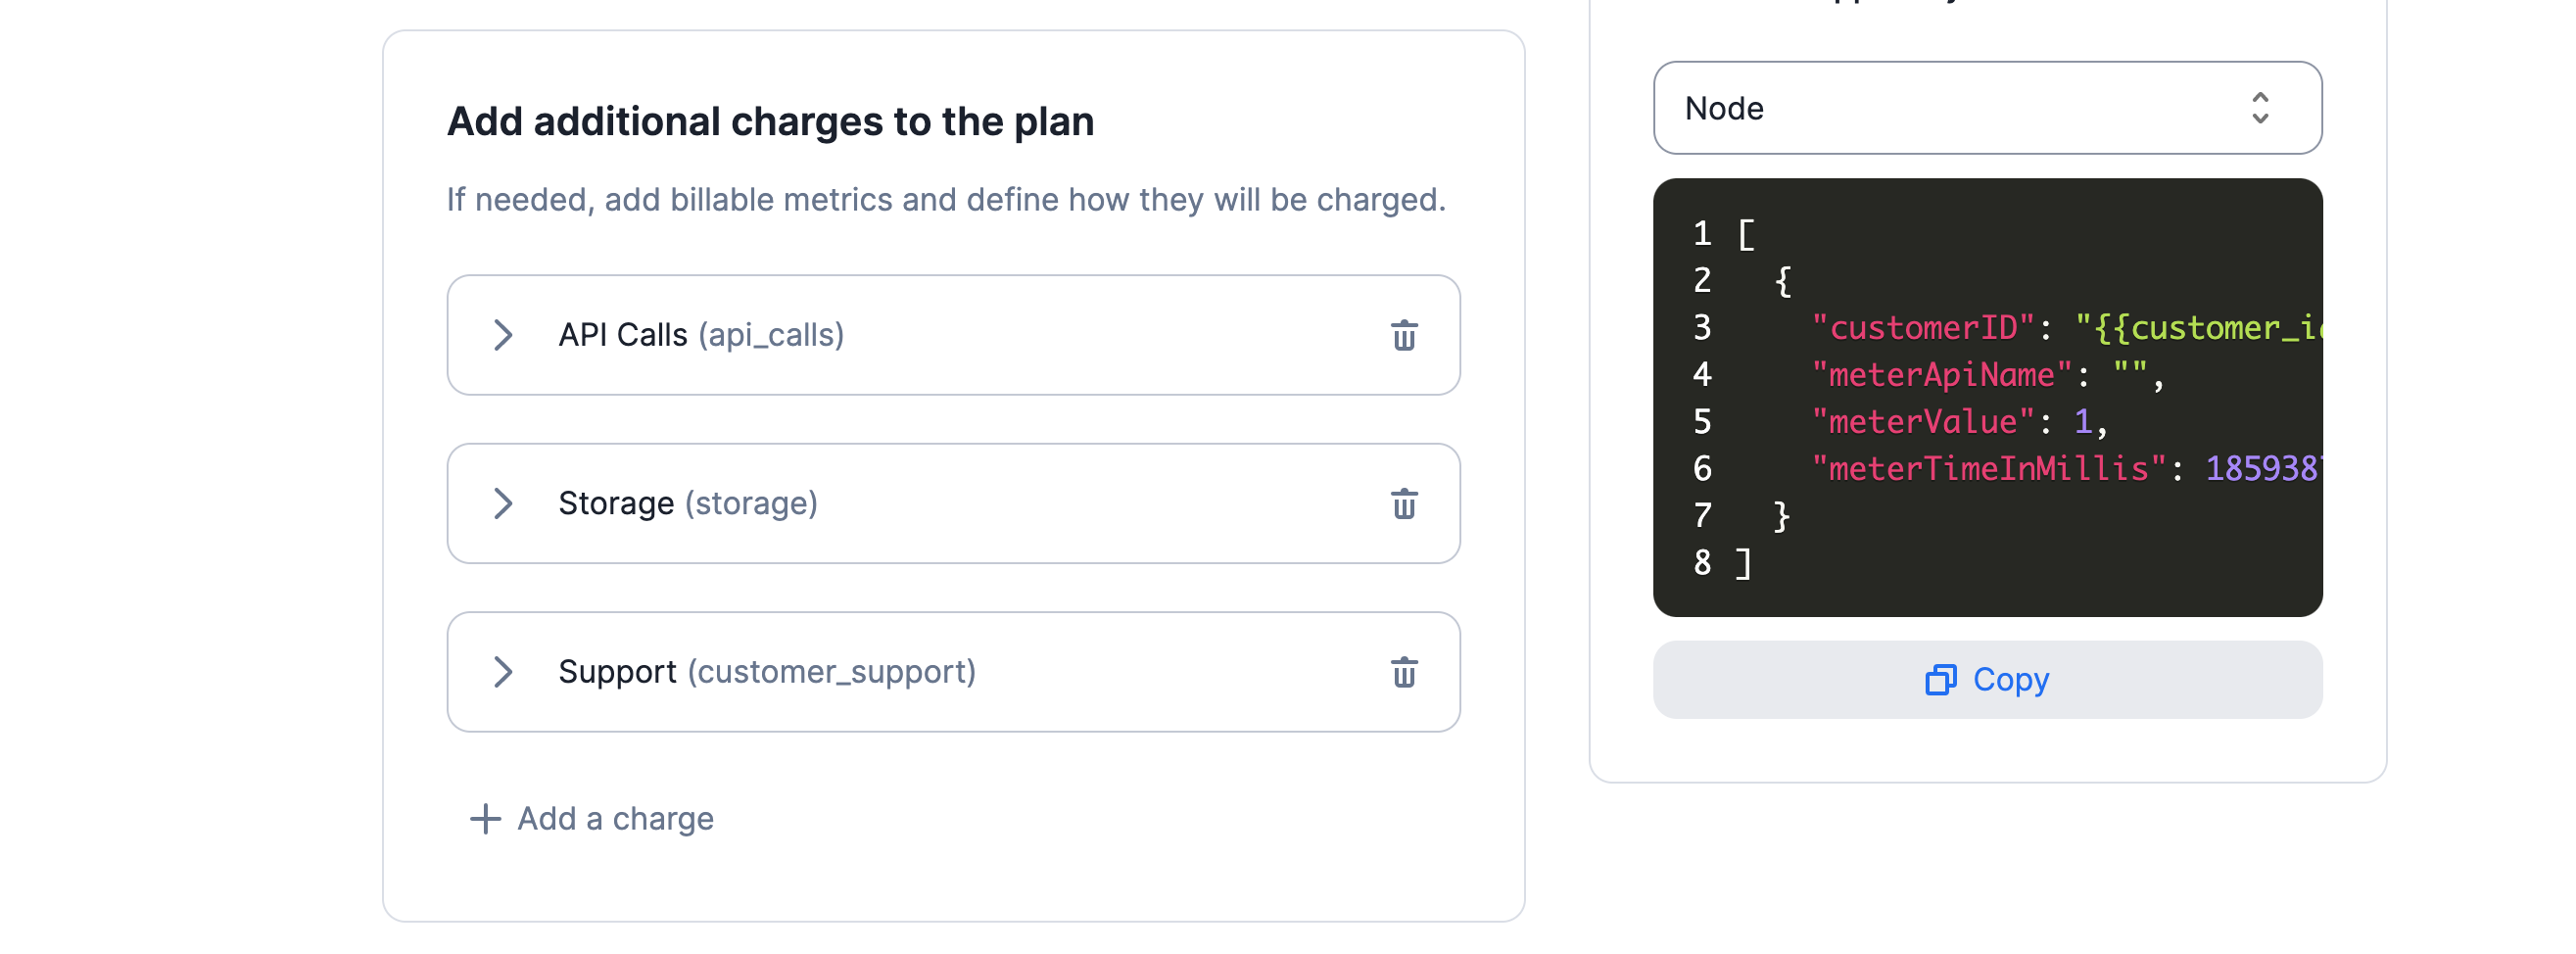 Add additional charges to the plan
If needed, add billable metrics and define how they will be charged.
API Calls (api_calls)
Storage (storage)
Support (customer_support)
Add a charge
Node
1 [
2 {
3 "customerID": "{{customer_i
4 "meterApiName": "",
5 "meterValue": 1,
6 "meterTimeInMillis": 185938
7 }
8 ]
Copy